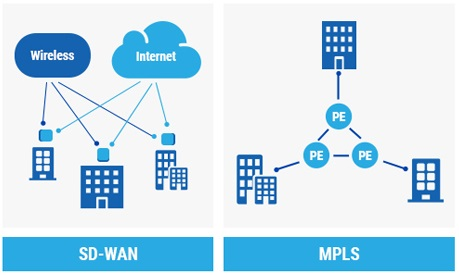 Wireless
Internet
SD-WAN
PE
PE
PE
MPLS